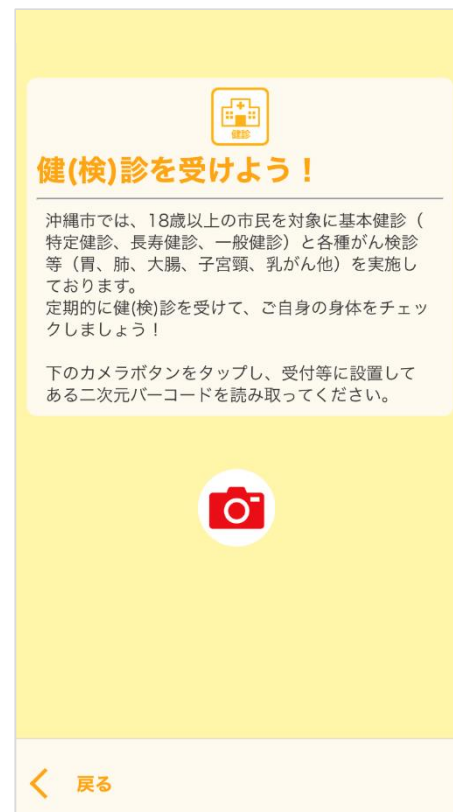 健診
健(検)診を受けよう！
沖縄市では、18歳以上の市民を対象に基本健診（
特定健診、長寿健診、一般健診）と各種がん検診
等（胃、肺、大腸、子宮頸、乳がん他）を実施し
ております。
定期的に健(検)診を受けて、ご自身の身体をチェッ
クしましょう！
下のカメラボタンをタップし、受付等に設置して
ある二次元バーコードを読み取ってください。
戻る